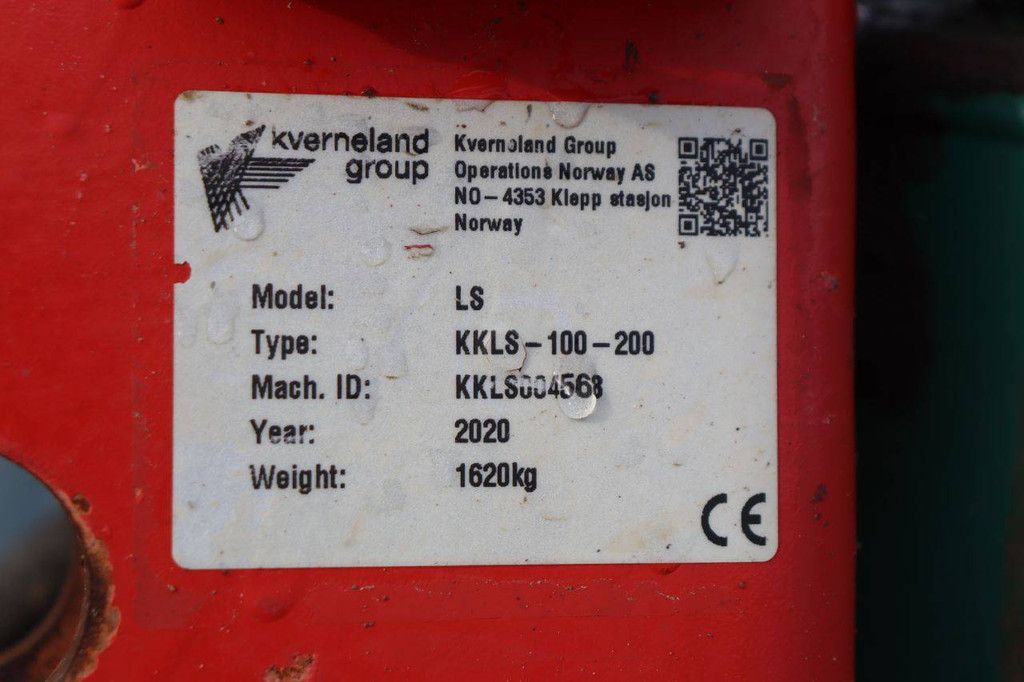 kverneland
group
Kverneland Group
Operations Norway AS
NO-4353 Klepp stasjon
Norway
Model: LS
Type: KKLS-100-200
Mach. ID: KKLS004568
Year: 2020
Weight: 1620kg
CE